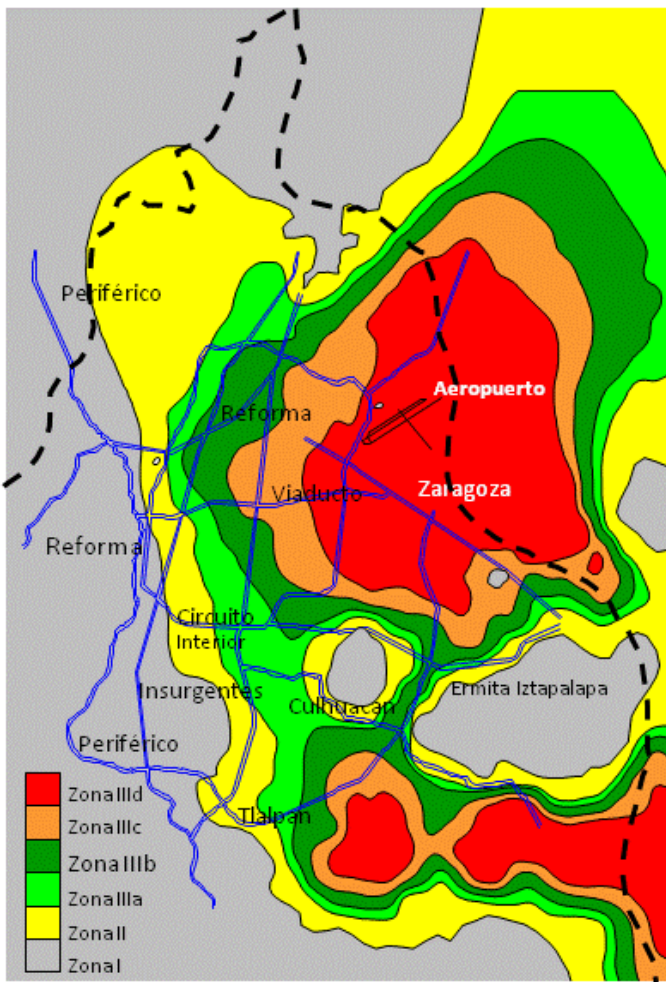 Periférico
Aeropuerto
Reforma
Zaragoza
Viaducto
Reforma
Circuito
Interior
Insurgentes
Ermita Iztapalapa
Culhuacan
Periférico
Tlalpan
Zona IIId
Zona IIIc
Zona IIIb
Zona IIIa
Zona II
Zona I